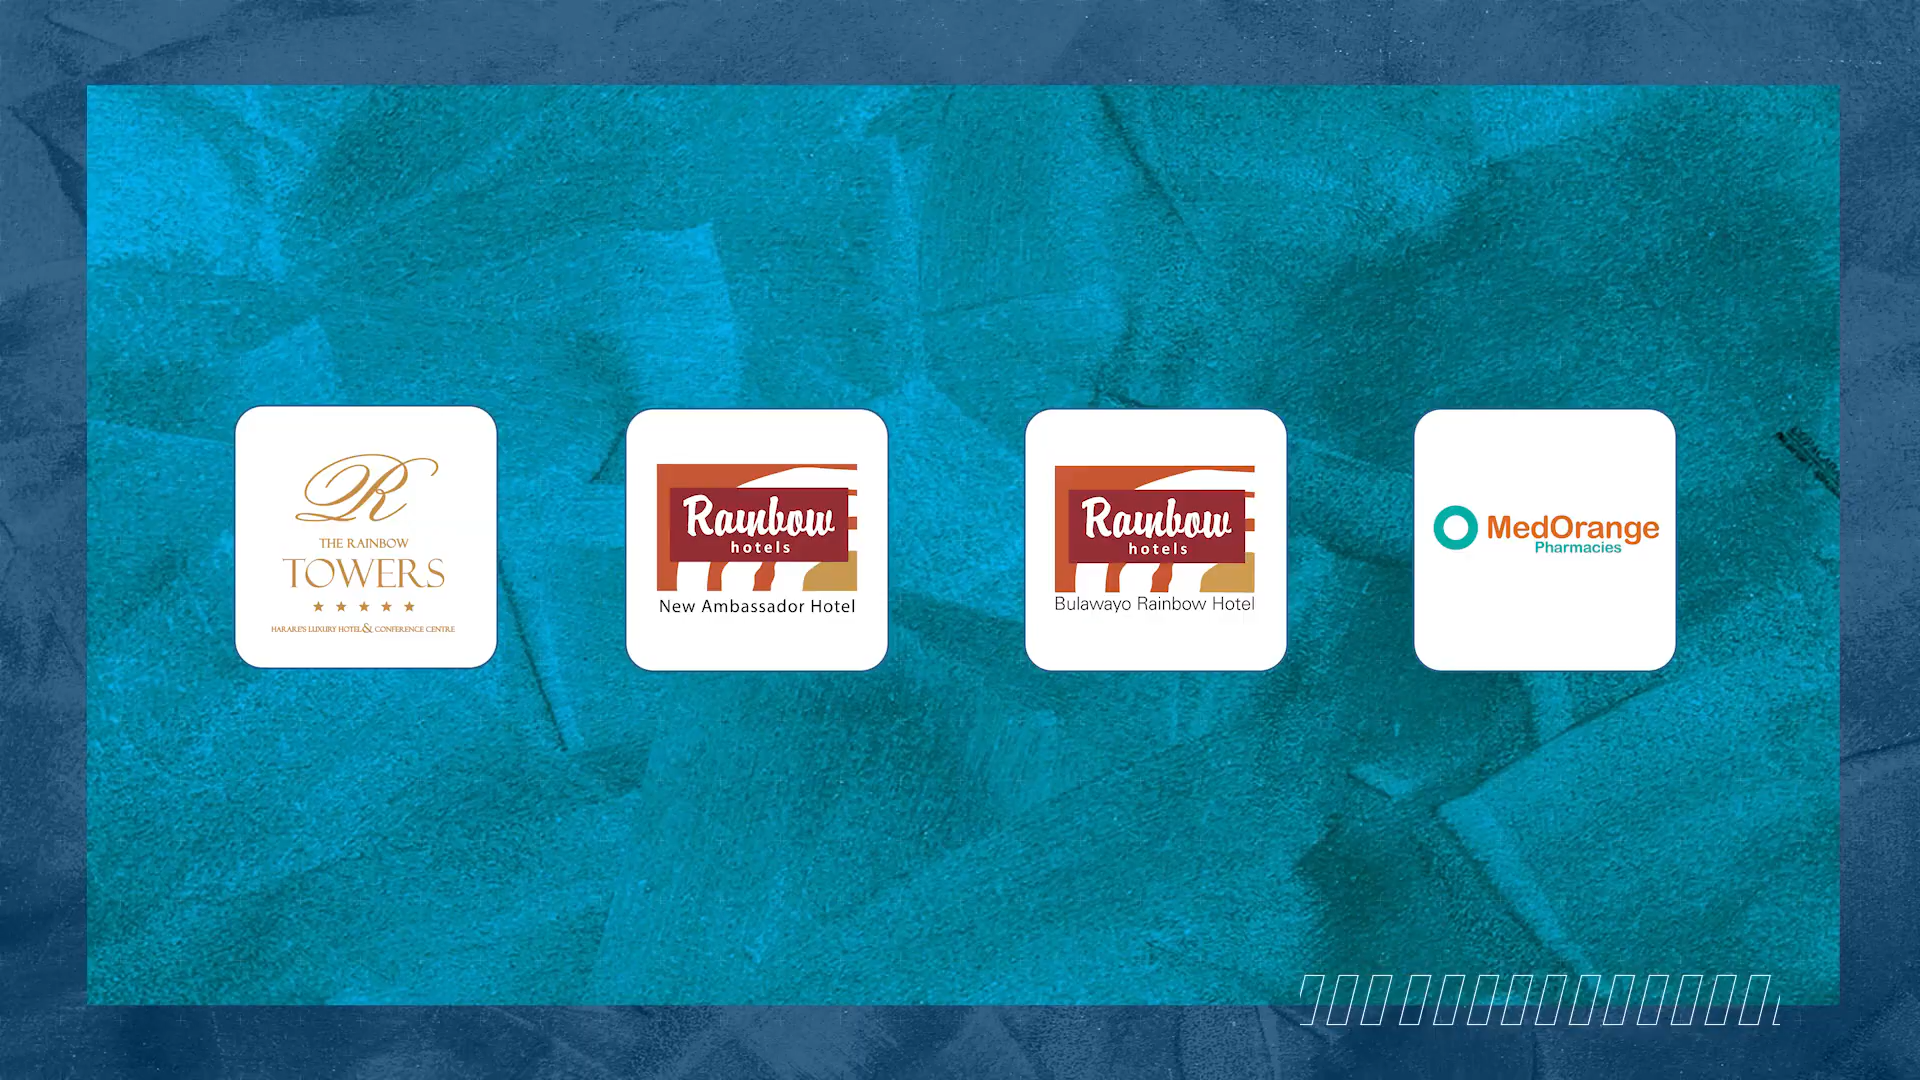 R
THE RAINBOW
TOWERS
HARARE'S LUXURY HOTEL & CONFERENCE CENTRE
Rainbow
hotels
New Ambassador Hotel
Rainbow
hotels
Bulawayo Rainbow Hotel
MedOrange
Pharmacies